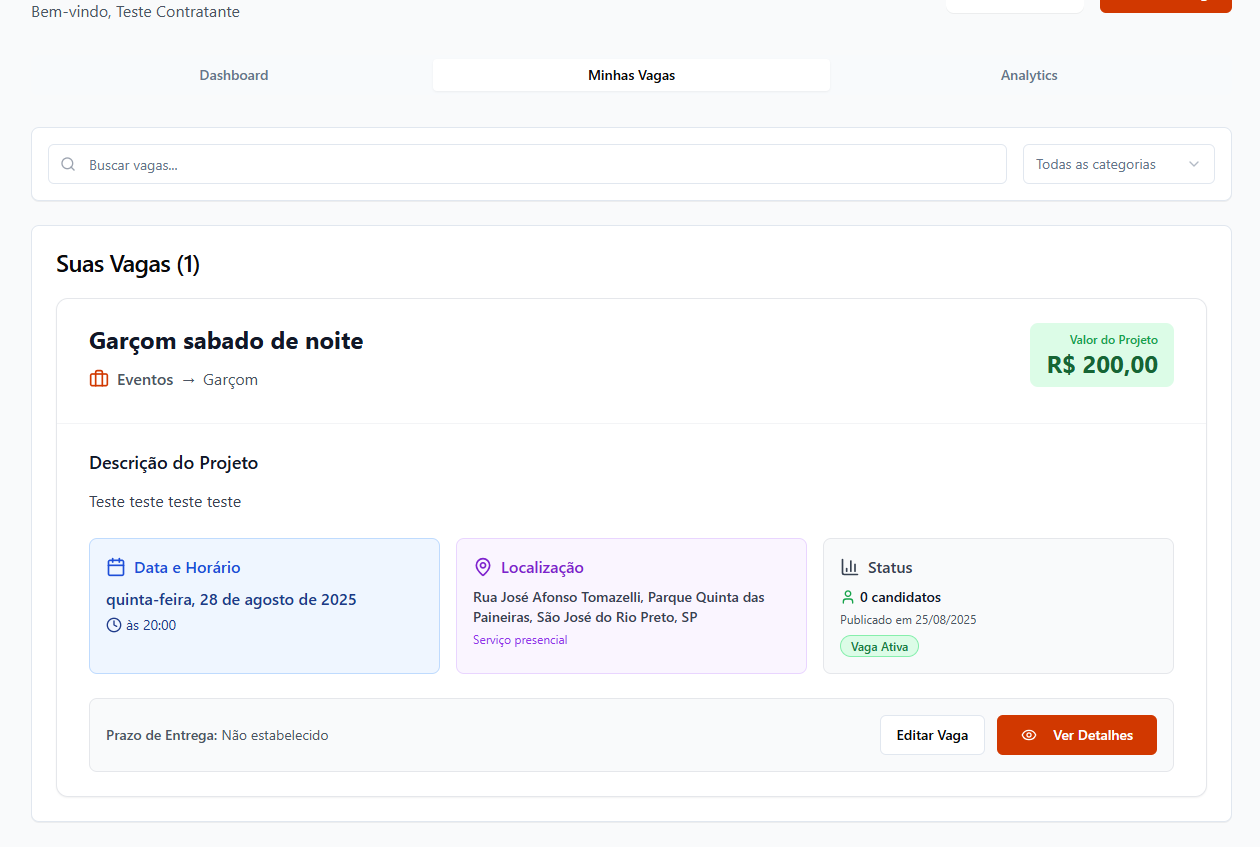 Bem-vindo, Teste Contratante
Dashboard
Minhas Vagas
Analytics
Buscar vagas...
Todas as categorias
Suas Vagas (1)
Garçom sabado de noite
Valor do Projeto
R$ 200,00
Eventos → Garçom
Descrição do Projeto
Teste teste teste teste
Data e Horário
quinta-feira, 28 de agosto de 2025
às 20:00
Localização
Rua José Afonso Tomazelli, Parque Quinta das
Paineiras, São José do Rio Preto, SP
Serviço presencial
Status
0 candidatos
Publicado em 25/08/2025
Vaga Ativa
Prazo de Entrega: Não estabelecido
Editar Vaga
Ver Detalhes